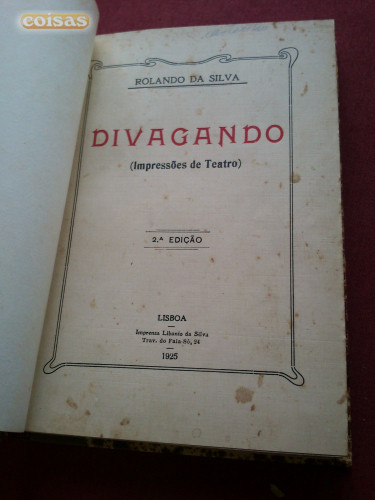 coisas
ROLANDO DA SILVA
DIVAGANDO
(Impressões de Teatro)
2.ª EDIÇÃO
LISBOA
Imprensa Libanio da Silva
Trav. do Fala-Só, 24
1925